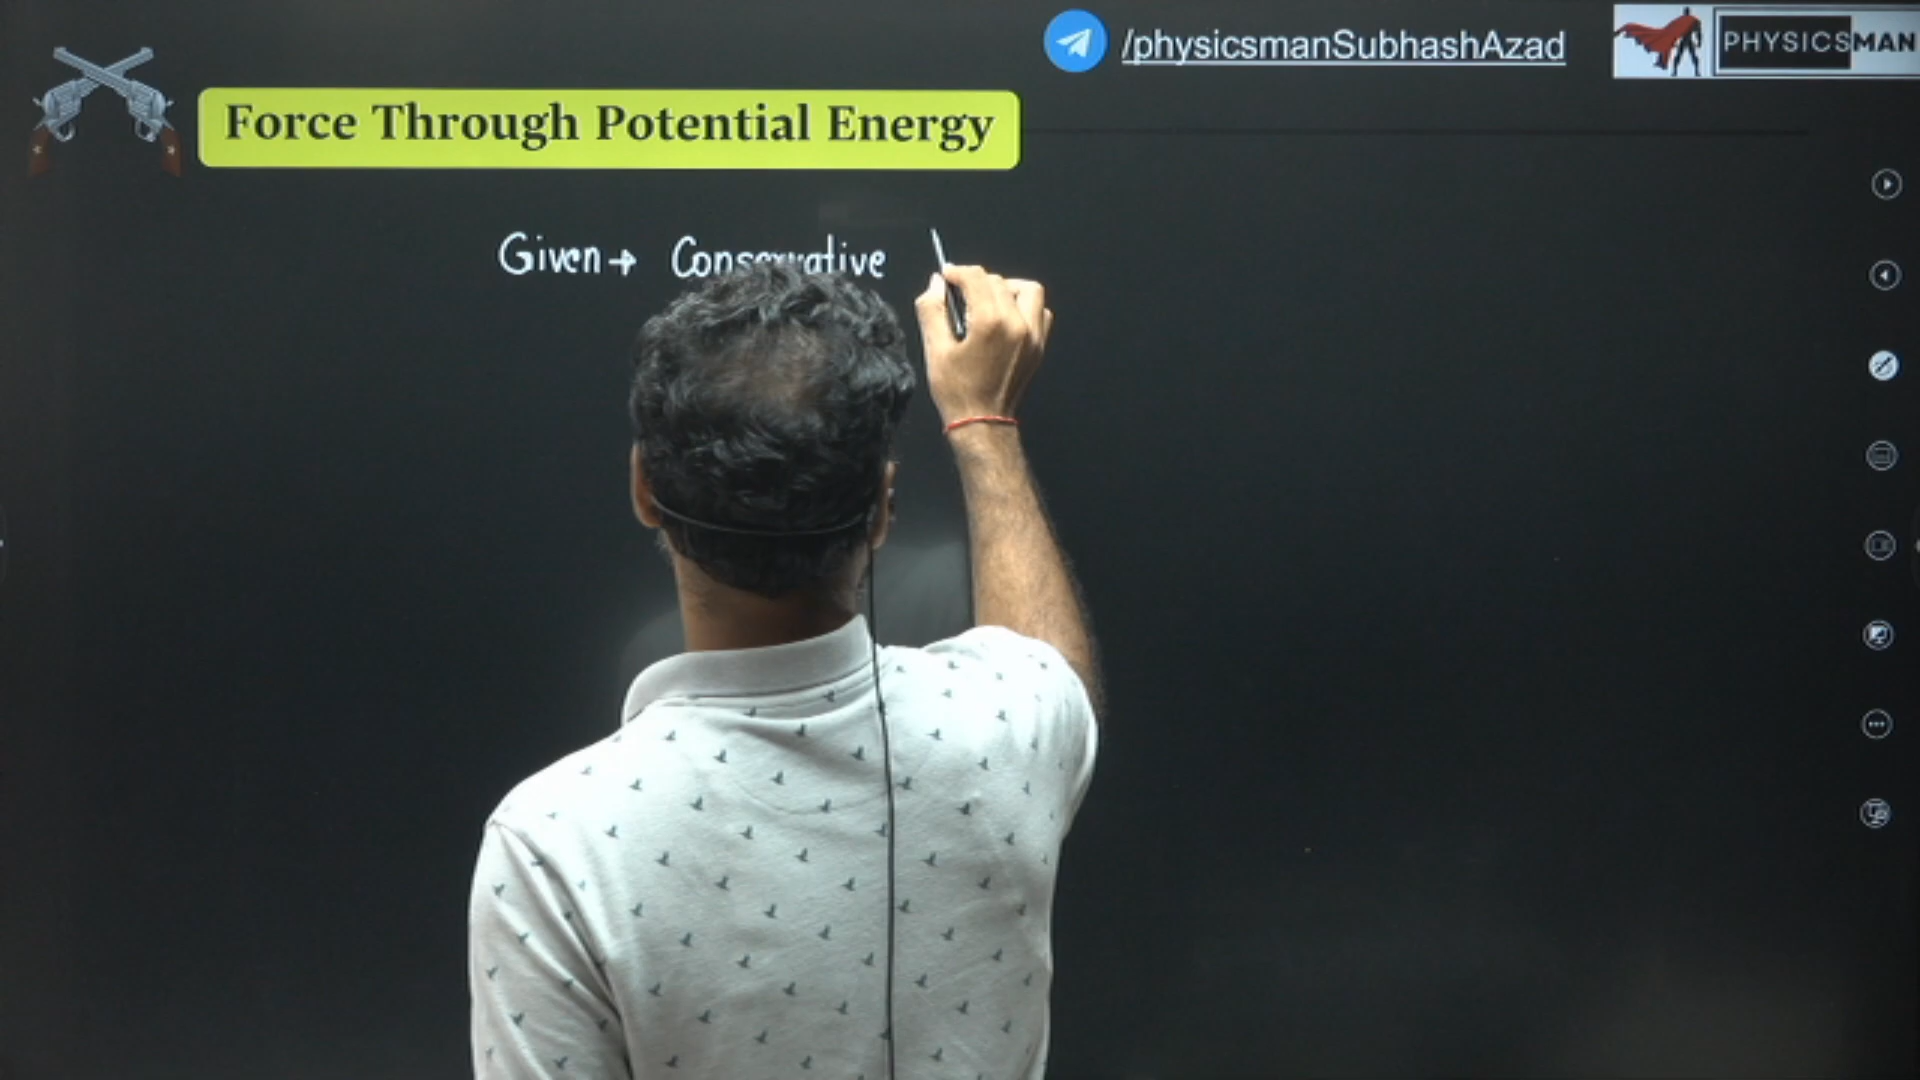 /physicsmanSubhashAzad
PHYSICSMAN
Force Through Potential Energy
Given → Conservative